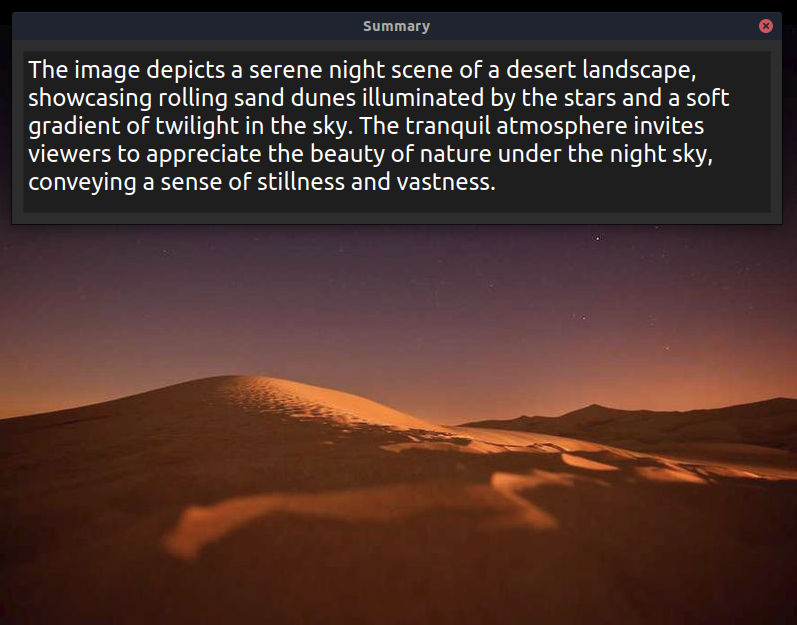 Summary
The image depicts a serene night scene of a desert landscape,
showcasing rolling sand dunes illuminated by the stars and a soft
gradient of twilight in the sky. The tranquil atmosphere invites
viewers to appreciate the beauty of nature under the night sky,
conveying a sense of stillness and vastness.